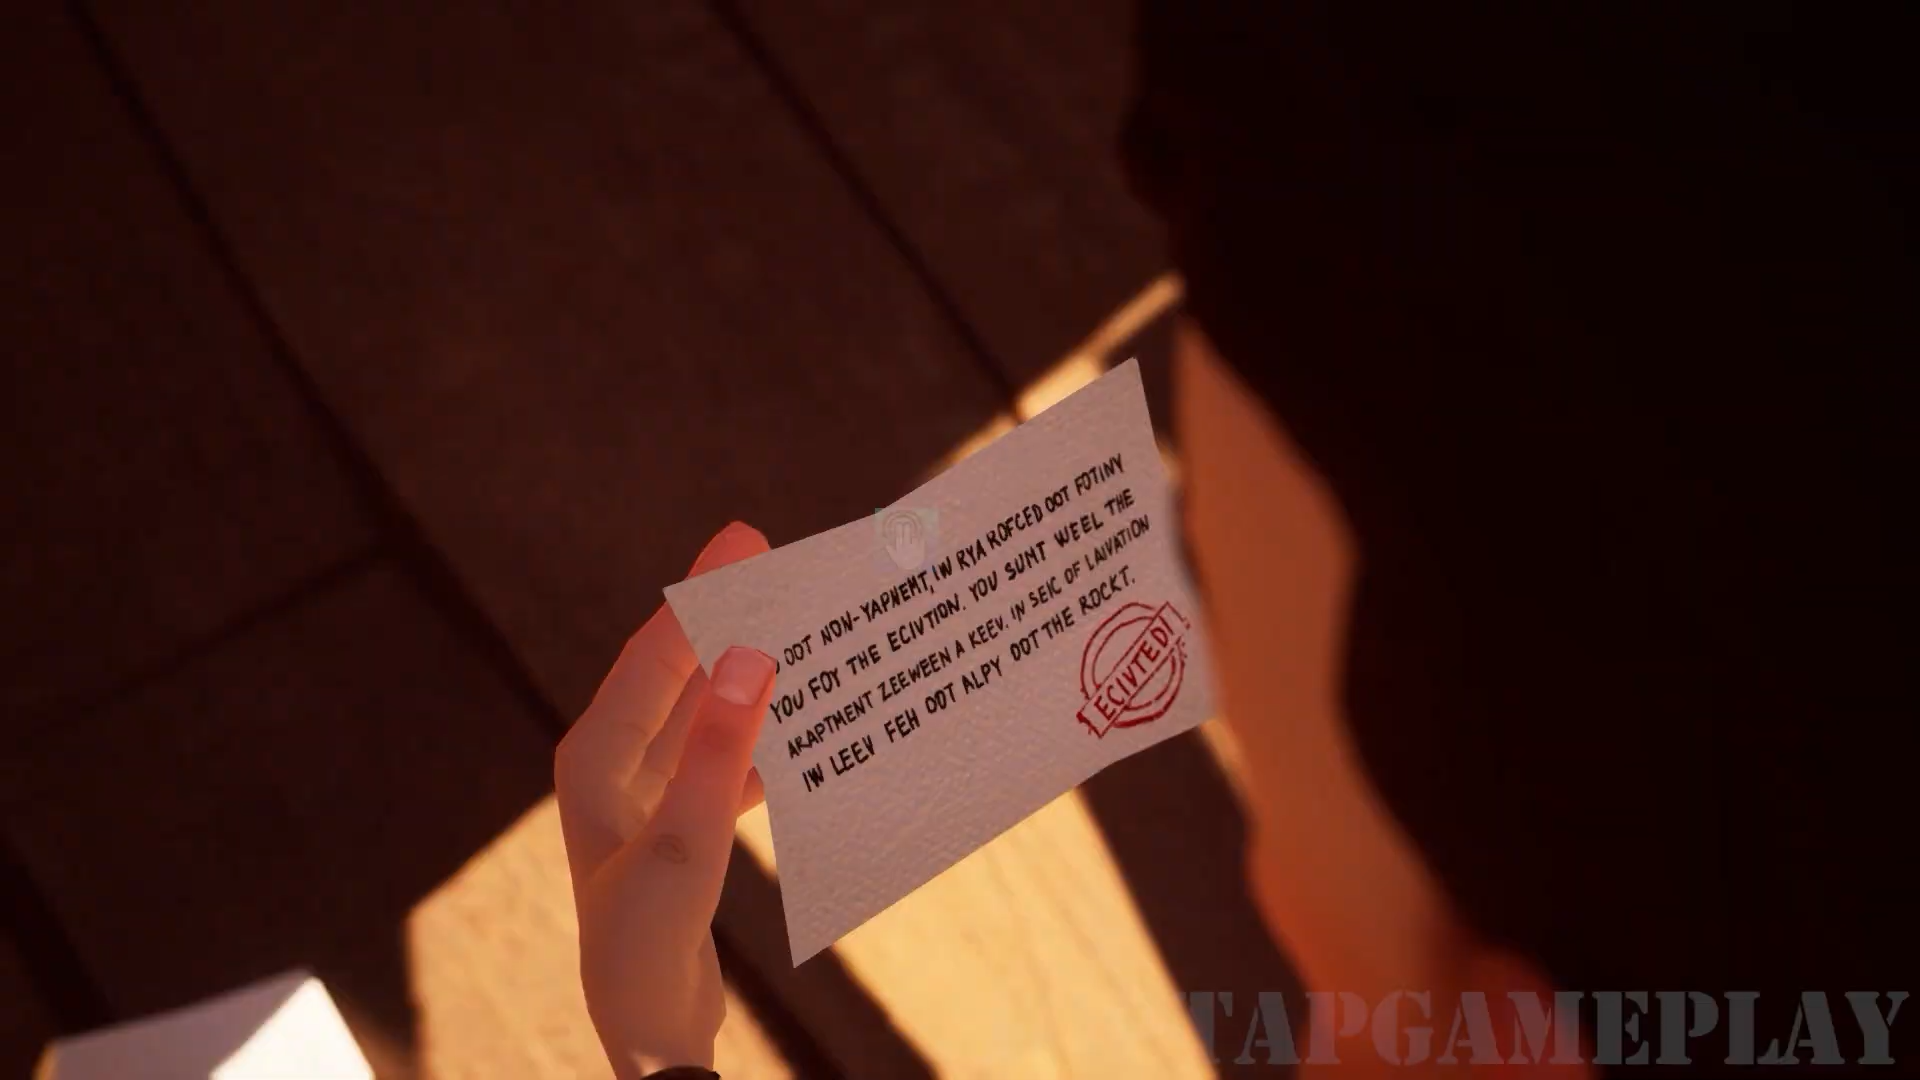 OOT NON-YAPNEMT, IW RYA ROFCED OOT FOTINY
YOU FOY THE ECIVTION. YOU SUNT WEEL THE
ARAPTMENT ZEEWEEN A KEEV. IN SEIC OF LAIVATION
IW LEEV FEH OOT ALPY OOT THE ROCKT.
ECIVTED!
TAPGAMEPLAY